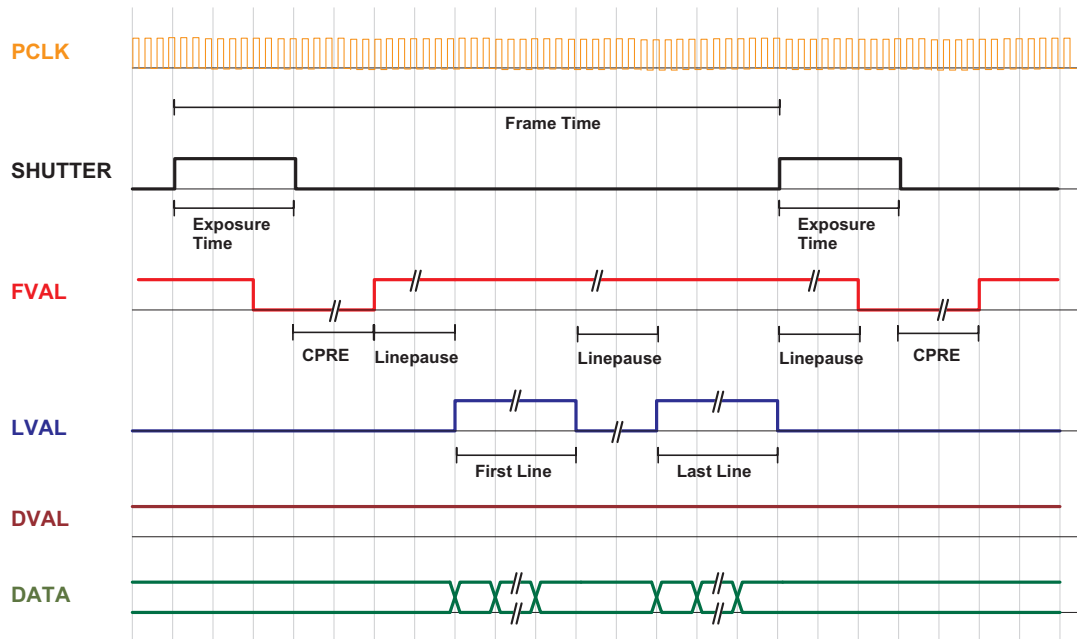 PCLK
Frame Time
SHUTTER
Exposure
Time
Exposure
Time
FVAL
CPRE
Linepause
Linepause
Linepause
CPRE
LVAL
First Line
Last Line
DVAL
DATA